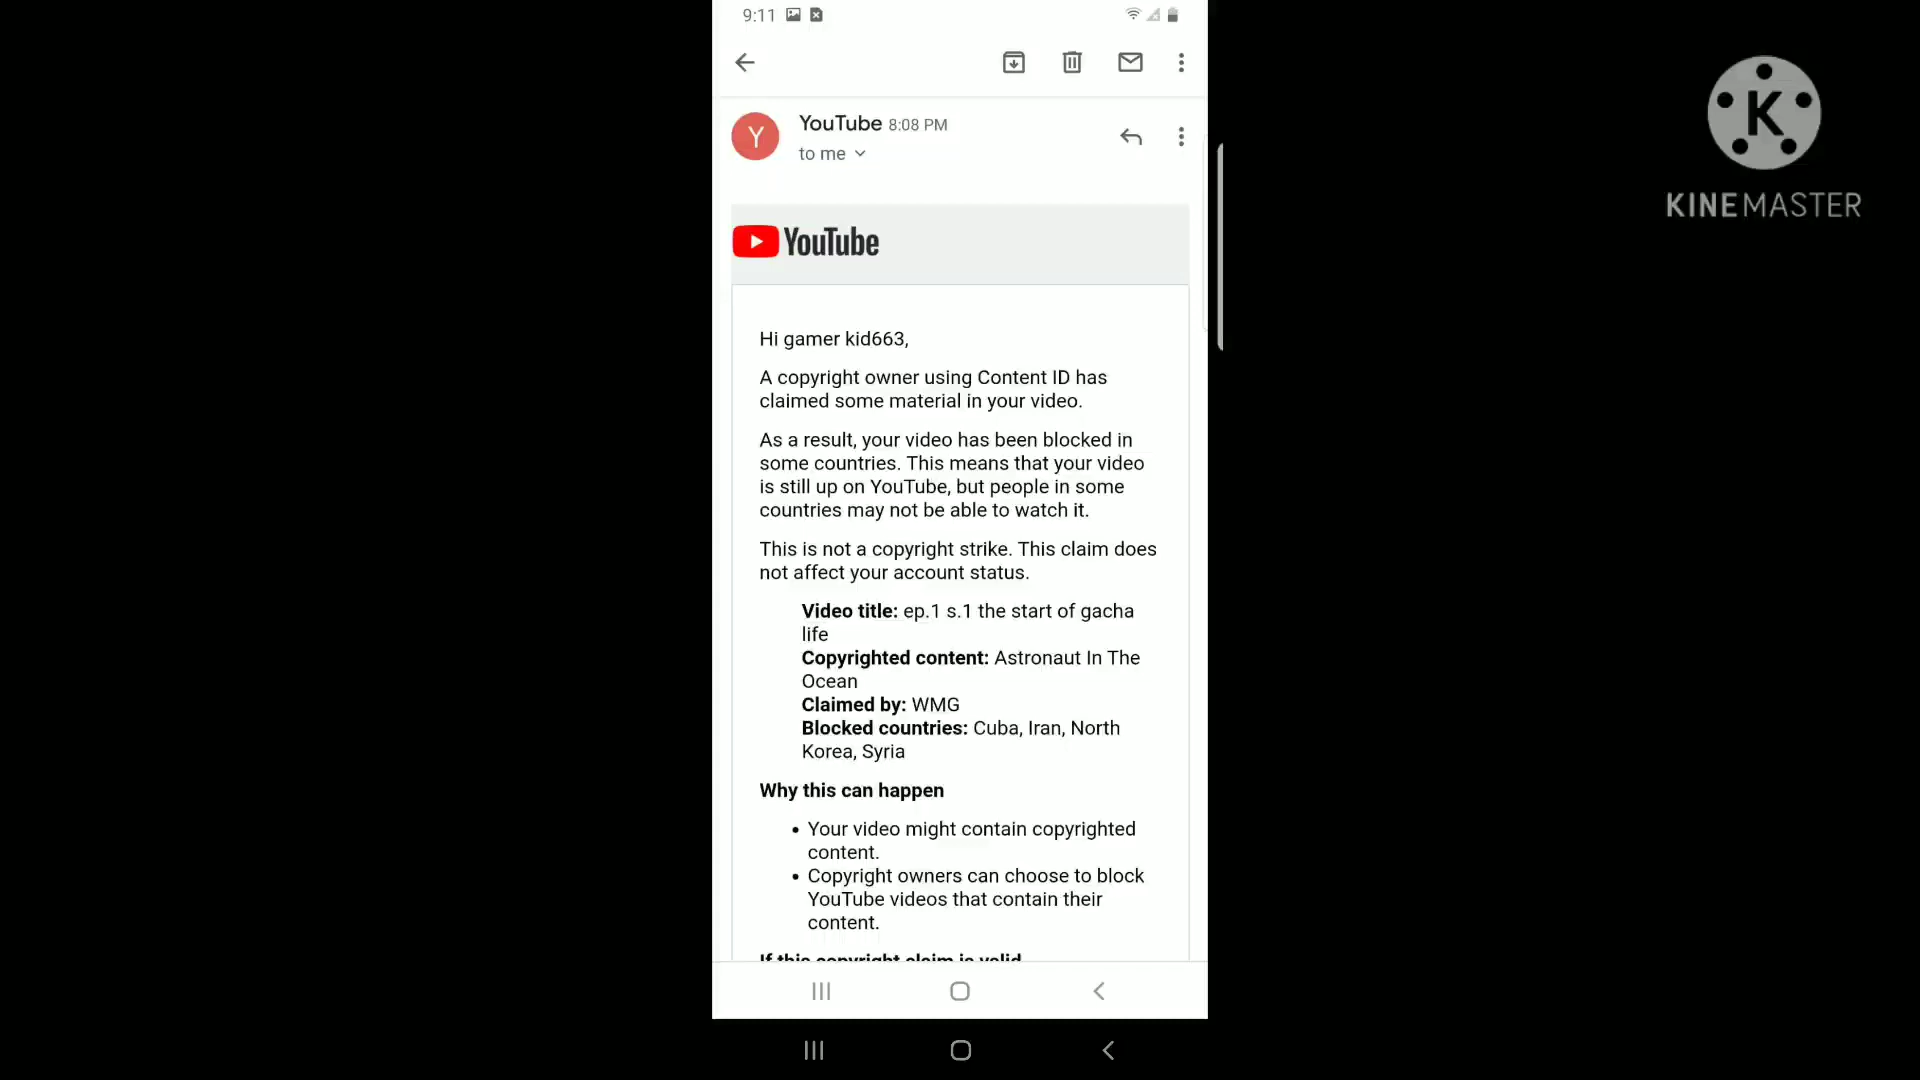 9:11
YouTube 8:08 PM
to me
Y
YouTube
Hi gamer kid663,
A copyright owner using Content ID has
claimed some material in your video.
As a result, your video has been blocked in
some countries. This means that your video
is still up on YouTube, but people in some
countries may not be able to watch it.
This is not a copyright strike. This claim does
not affect your account status.
Video title: ep.1 s.1 the start of gacha
life
Copyrighted content: Astronaut In The
Ocean
Claimed by: WMG
Blocked countries: Cuba, Iran, North
Korea, Syria
Why this can happen
• Your video might contain copyrighted
content.
• Copyright owners can choose to block
YouTube videos that contain their
content.
If this copyright claim is valid
K
KINEMASTER